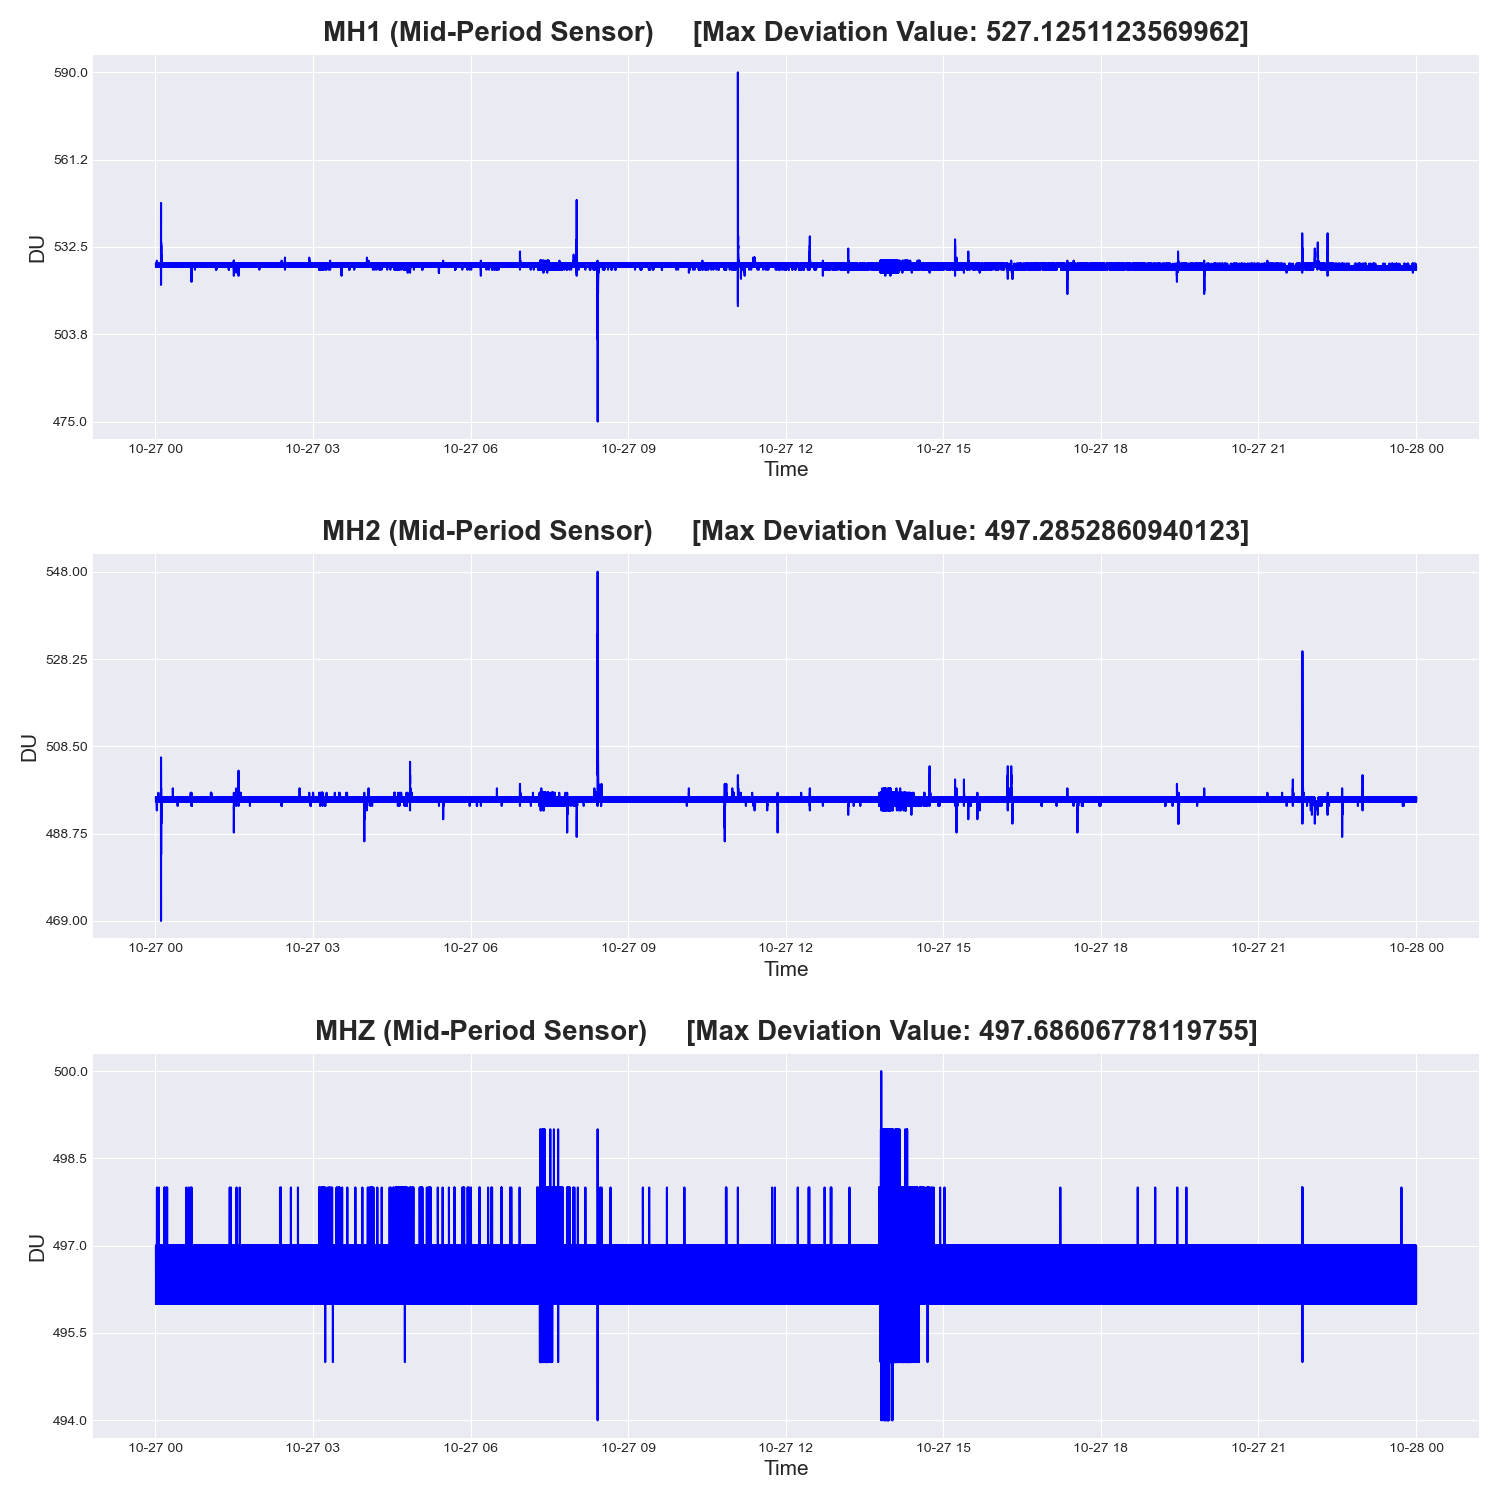 MH1 (Mid-Period Sensor) [Max Deviation Value: 527.1251123569962]
590.0
561.2
532.5
503.8
475.0
DU
10-27 00 10-27 03 10-27 06 10-27 09 10-27 12 10-27 15 10-27 18 10-27 21 10-28 00
Time
MH2 (Mid-Period Sensor) [Max Deviation Value: 497.2852860940123]
548.00
528.25
508.50
488.75
469.00
DU
10-27 00 10-27 03 10-27 06 10-27 09 10-27 12 10-27 15 10-27 18 10-27 21 10-28 00
Time
MHZ (Mid-Period Sensor) [Max Deviation Value: 497.68606778119755]
500.0
498.5
497.0
495.5
494.0
DU
10-27 00 10-27 03 10-27 06 10-27 09 10-27 12 10-27 15 10-27 18 10-27 21 10-28 00
Time